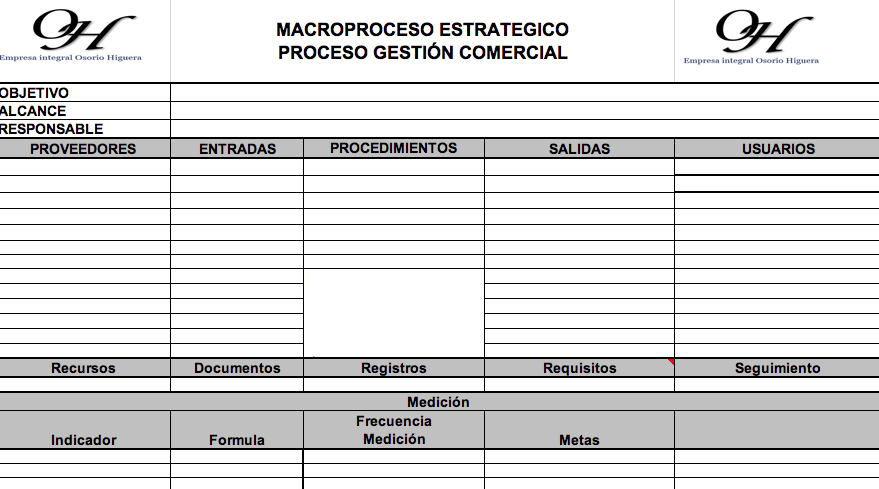 OH
Empresa integral Osorio Higuera
MACROPROCESO ESTRATEGICO
PROCESO GESTIÓN COMERCIAL
OH
Empresa integral Osorio Higuera
OBJETIVO
ALCANCE
RESPONSABLE
PROVEEDORES ENTRADAS PROCEDIMIENTOS SALIDAS USUARIOS
Recursos Documentos Registros Requisitos Seguimiento
Medición
Indicador Formula Frecuencia Medición Metas